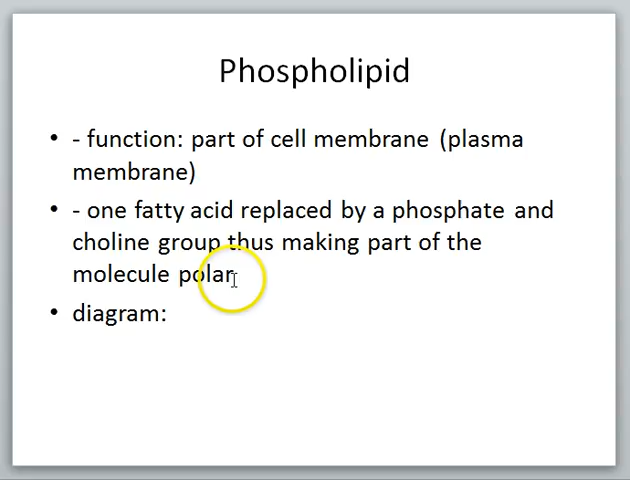 Phospholipid
• - function: part of cell membrane (plasma
membrane)
• - one fatty acid replaced by a phosphate and
choline group thus making part of the
molecule polar
• diagram: